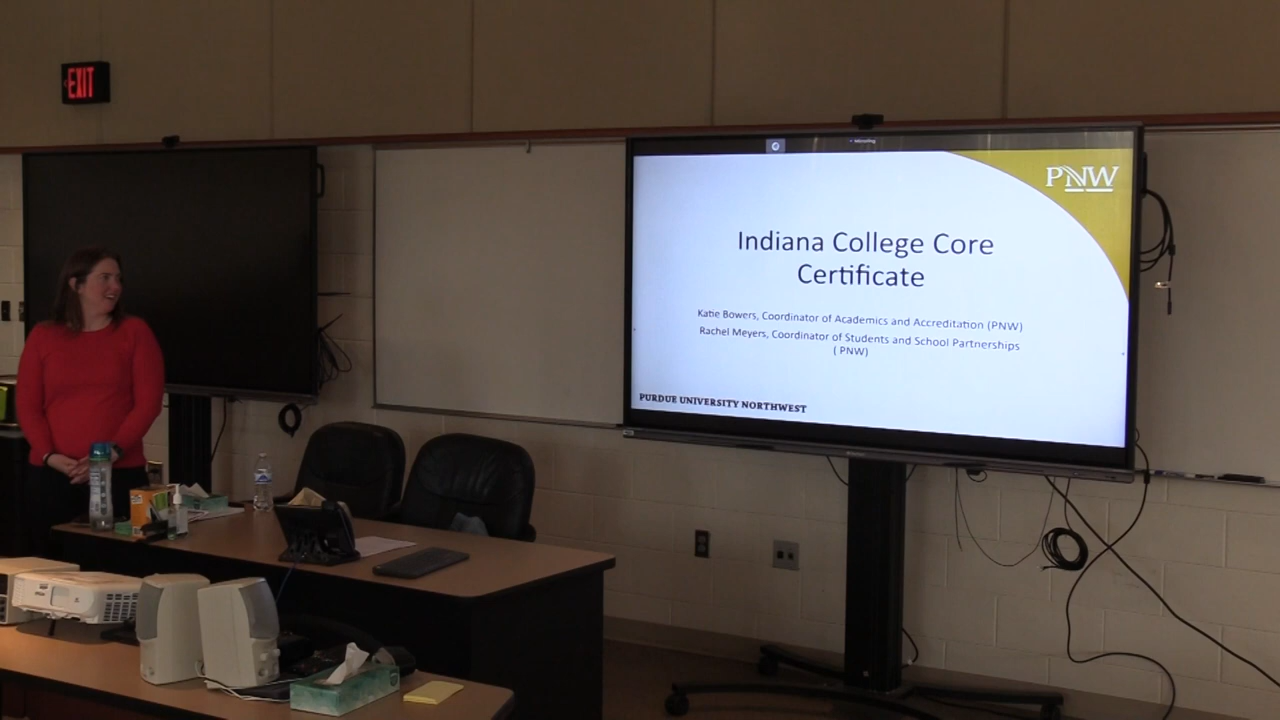 EXIT
Mirroring
PNW
Indiana College Core
Certificate
Katie Bowers, Coordinator of Academics and Accreditation (PNW)
Rachel Meyers, Coordinator of Students and School Partnerships
( PNW)
PURDUE UNIVERSITY NORTHWEST